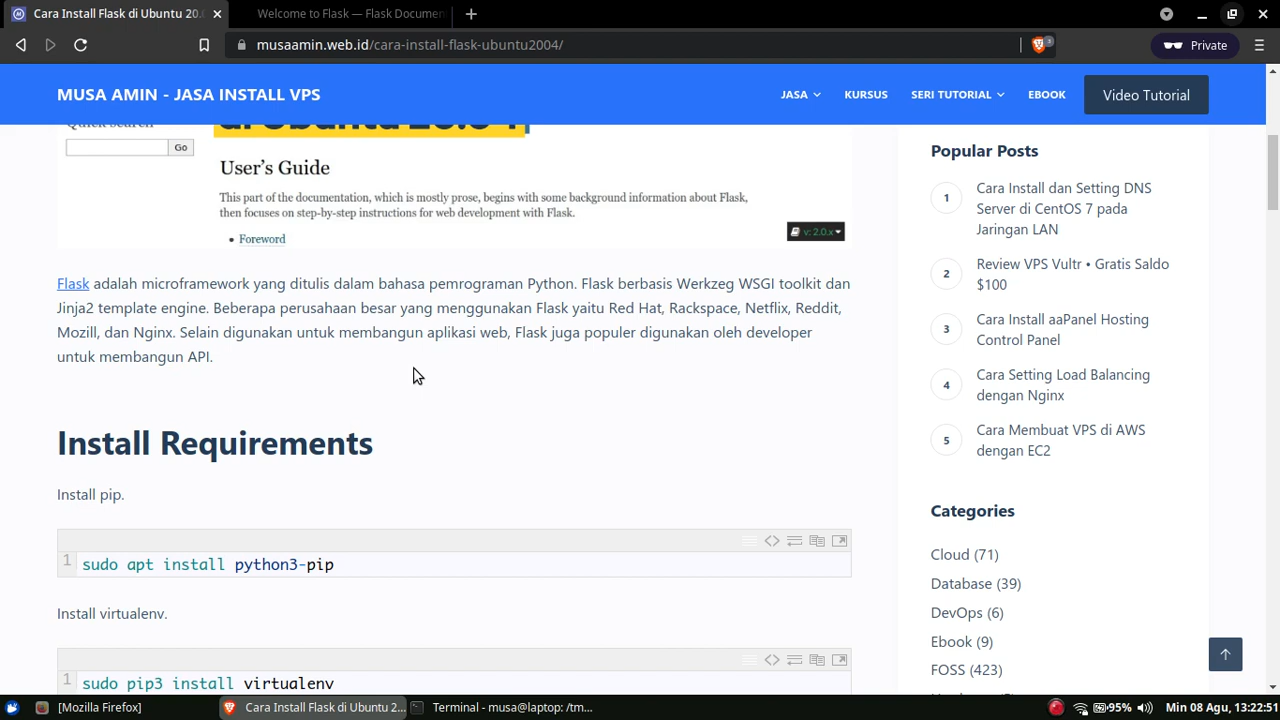 Cara Install Flask di Ubuntu 20.0
Welcome to Flask — Flask Documen
musaamin.web.id/cara-install-flask-ubuntu2004/
3
Private
MUSA AMIN - JASA INSTALL VPS
JASA
KURSUS
SERI TUTORIAL
EBOOK
Video Tutorial
Quick search
di Ubuntu 20.04
Go
User's Guide
This part of the documentation, which is mostly prose, begins with some background information about Flask,
then focuses on step-by-step instructions for web development with Flask.
Foreword
v: 2.0.x
Flask adalah microframework yang ditulis dalam bahasa pemrograman Python. Flask berbasis Werkzeg WSGI toolkit dan
Jinja2 template engine. Beberapa perusahaan besar yang menggunakan Flask yaitu Red Hat, Rackspace, Netflix, Reddit,
Mozill, dan Nginx. Selain digunakan untuk membangun aplikasi web, Flask juga populer digunakan oleh developer
untuk membangun API.
Install Requirements
Install pip.
1 sudo apt install python3-pip
Install virtualenv.
1 sudo pip3 install virtualenv
Popular Posts
1 Cara Install dan Setting DNS
Server di CentOS 7 pada
Jaringan LAN
2 Review VPS Vultr • Gratis Saldo
$100
3 Cara Install aaPanel Hosting
Control Panel
4 Cara Setting Load Balancing
dengan Nginx
5 Cara Membuat VPS di AWS
dengan EC2
Categories
Cloud (71)
Database (39)
DevOps (6)
Ebook (9)
FOSS (423)
[Mozilla Firefox]
Cara Install Flask di Ubuntu 2...
Terminal - musa@laptop: /tm...
95%
Min 08 Agu, 13:22:51